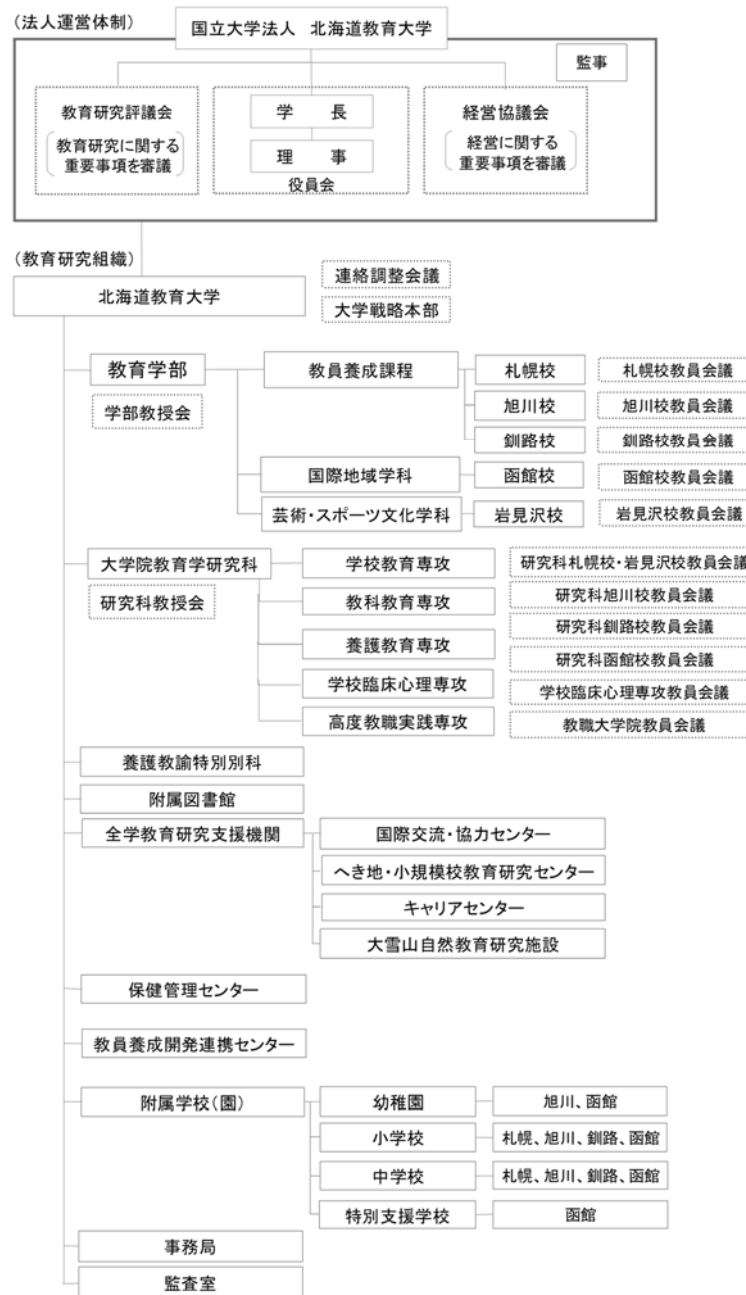 (法人運営体制)
国立大学法人 北海道教育大学
監事
教育研究評議会
教育研究に関する
重要事項を審議
学 長
理 事
役員会
経営協議会
経営に関する
重要事項を審議
(教育研究組織)
北海道教育大学
連絡調整会議
大学戦略本部
教育学部
学部教授会
教員養成課程
札幌校
札幌校教員会議
旭川校
旭川校教員会議
釧路校
釧路校教員会議
国際地域学科
函館校
函館校教員会議
芸術・スポーツ文化学科
岩見沢校
岩見沢校教員会議
大学院教育学研究科
研究科教授会
学校教育専攻
研究科札幌校・岩見沢校教員会議
教科教育専攻
研究科旭川校教員会議
研究科釧路校教員会議
養護教育専攻
研究科函館校教員会議
学校臨床心理専攻
学校臨床心理専攻教員会議
高度教職実践専攻
教職大学院教員会議
養護教諭特別別科
附属図書館
全学教育研究支援機関
国際交流・協力センター
へき地・小規模校教育研究センター
キャリアセンター
大雪山自然教育研究施設
保健管理センター
教員養成開発連携センター
附属学校(園)
幼稚園
旭川、函館
小学校
札幌、旭川、釧路、函館
中学校
札幌、旭川、釧路、函館
特別支援学校
函館
事務局
監査室